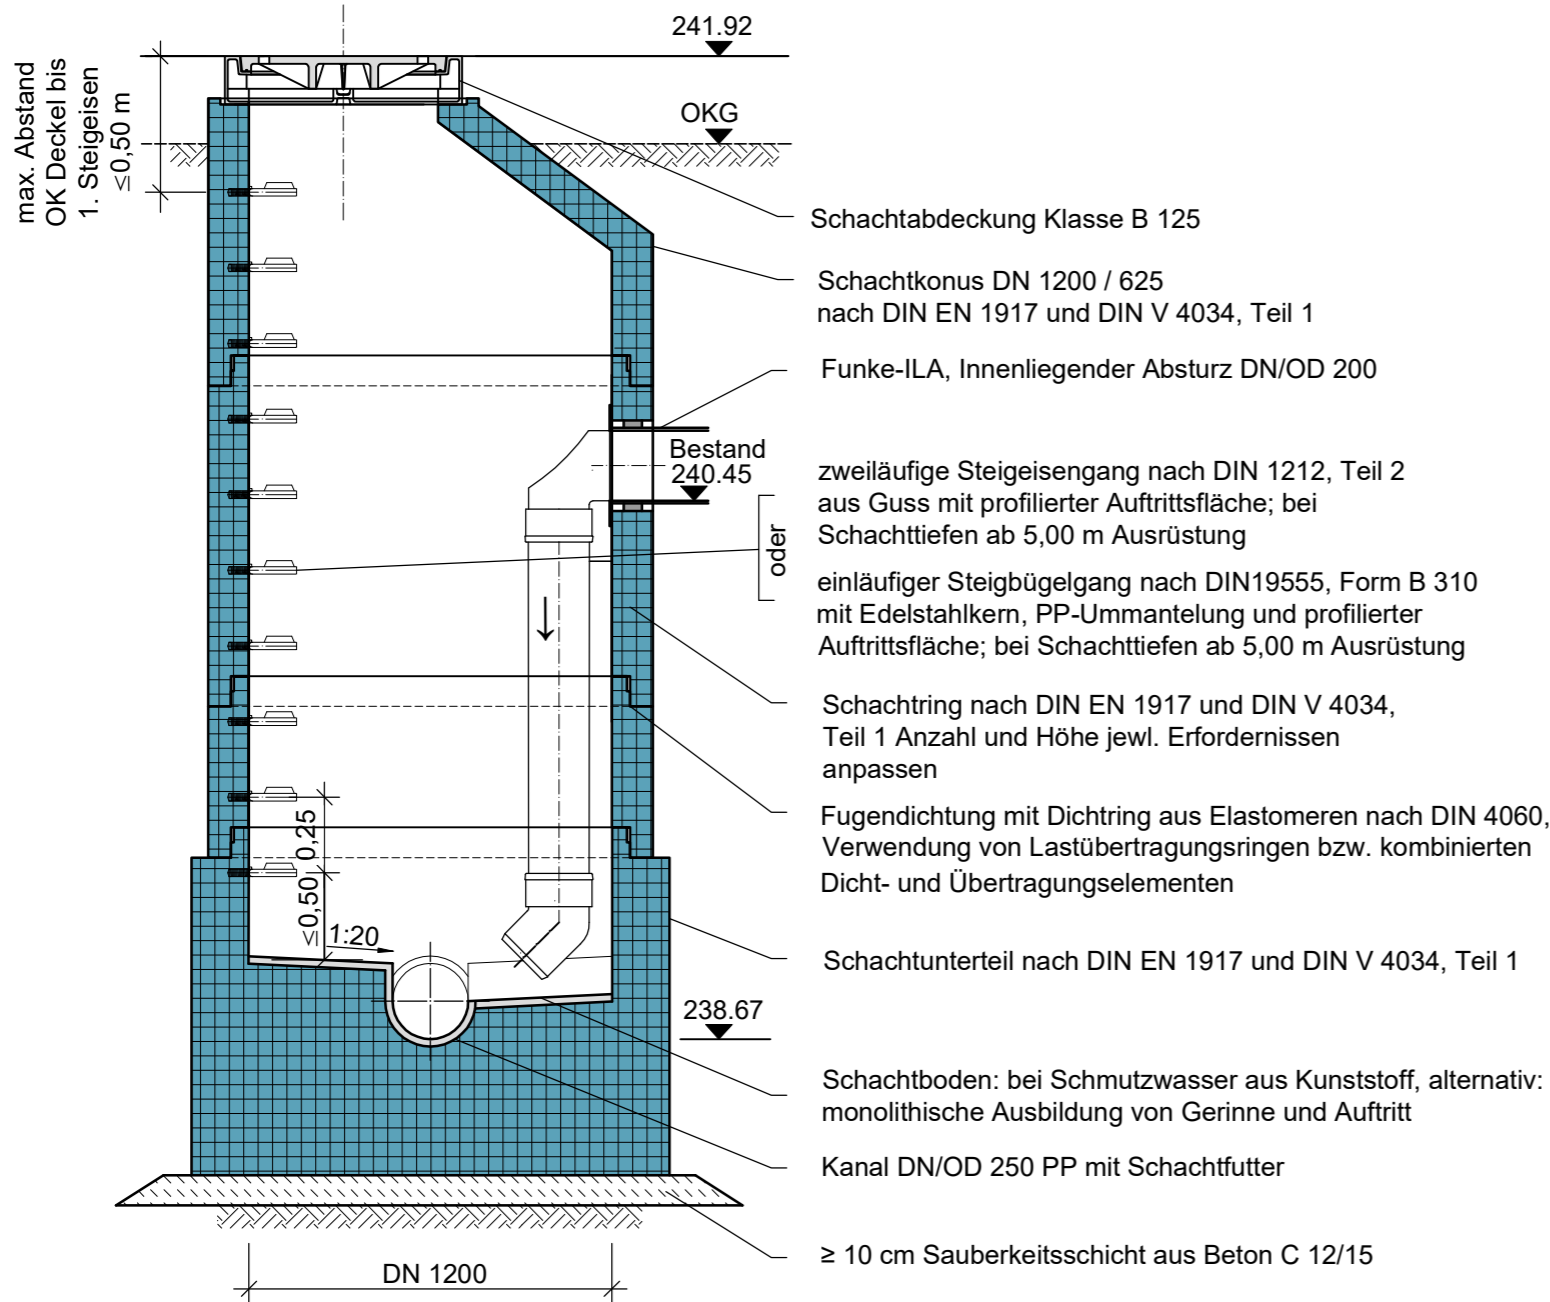 241.92
max. Abstand
OK Deckel bis
1. Steigeisen
≤0,50 m
OKG
Schachtabdeckung Klasse B 125
Schachtkonus DN 1200 / 625
nach DIN EN 1917 und DIN V 4034, Teil 1
Funke-ILA, Innenliegender Absturz DN/OD 200
Bestand
240.45
zweiläufige Steigeisengang nach DIN 1212, Teil 2
aus Guss mit profilierter Auftrittsfläche; bei
Schachttiefen ab 5,00 m Ausrüstung
oder
einläufiger Steigbügelgang nach DIN19555, Form B 310
mit Edelstahlkern, PP-Ummantelung und profilierter
Auftrittsfläche; bei Schachttiefen ab 5,00 m Ausrüstung
Schachtring nach DIN EN 1917 und DIN V 4034,
Teil 1 Anzahl und Höhe jewl. Erfordernissen
anpassen
Fugendichtung mit Dichtring aus Elastomeren nach DIN 4060,
Verwendung von Lastübertragungsringen bzw. kombinierten
Dicht- und Übertragungselementen
0,25
≤0,50
1:20
Schachtunterteil nach DIN EN 1917 und DIN V 4034, Teil 1
238.67
Schachtboden: bei Schmutzwasser aus Kunststoff, alternativ:
monolithische Ausbildung von Gerinne und Auftritt
Kanal DN/OD 250 PP mit Schachtfutter
≥ 10 cm Sauberkeitsschicht aus Beton C 12/15
DN 1200